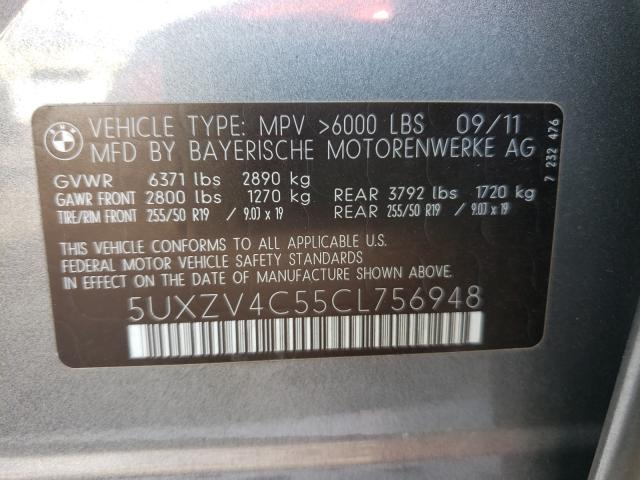 BMW
VEHICLE TYPE: MPV >6000 LBS 09/11
MFD BY BAYERISCHE MOTORENWERKE AG
GVWR 6371 lbs 2890 kg
GAWR FRONT 2800 lbs 1270 kg REAR 3792 lbs 1720 kg
TIRE/RIM FRONT 255/50 R19 / 9.0J x 19 REAR 255/50 R19 / 9.0J x 19
THIS VEHICLE CONFORMS TO ALL APPLICABLE U.S.
FEDERAL MOTOR VEHICLE SAFETY STANDARDS
IN EFFECT ON THE DATE OF MANUFACTURE SHOWN ABOVE.
5UXZV4C55CL756948
7 232 476